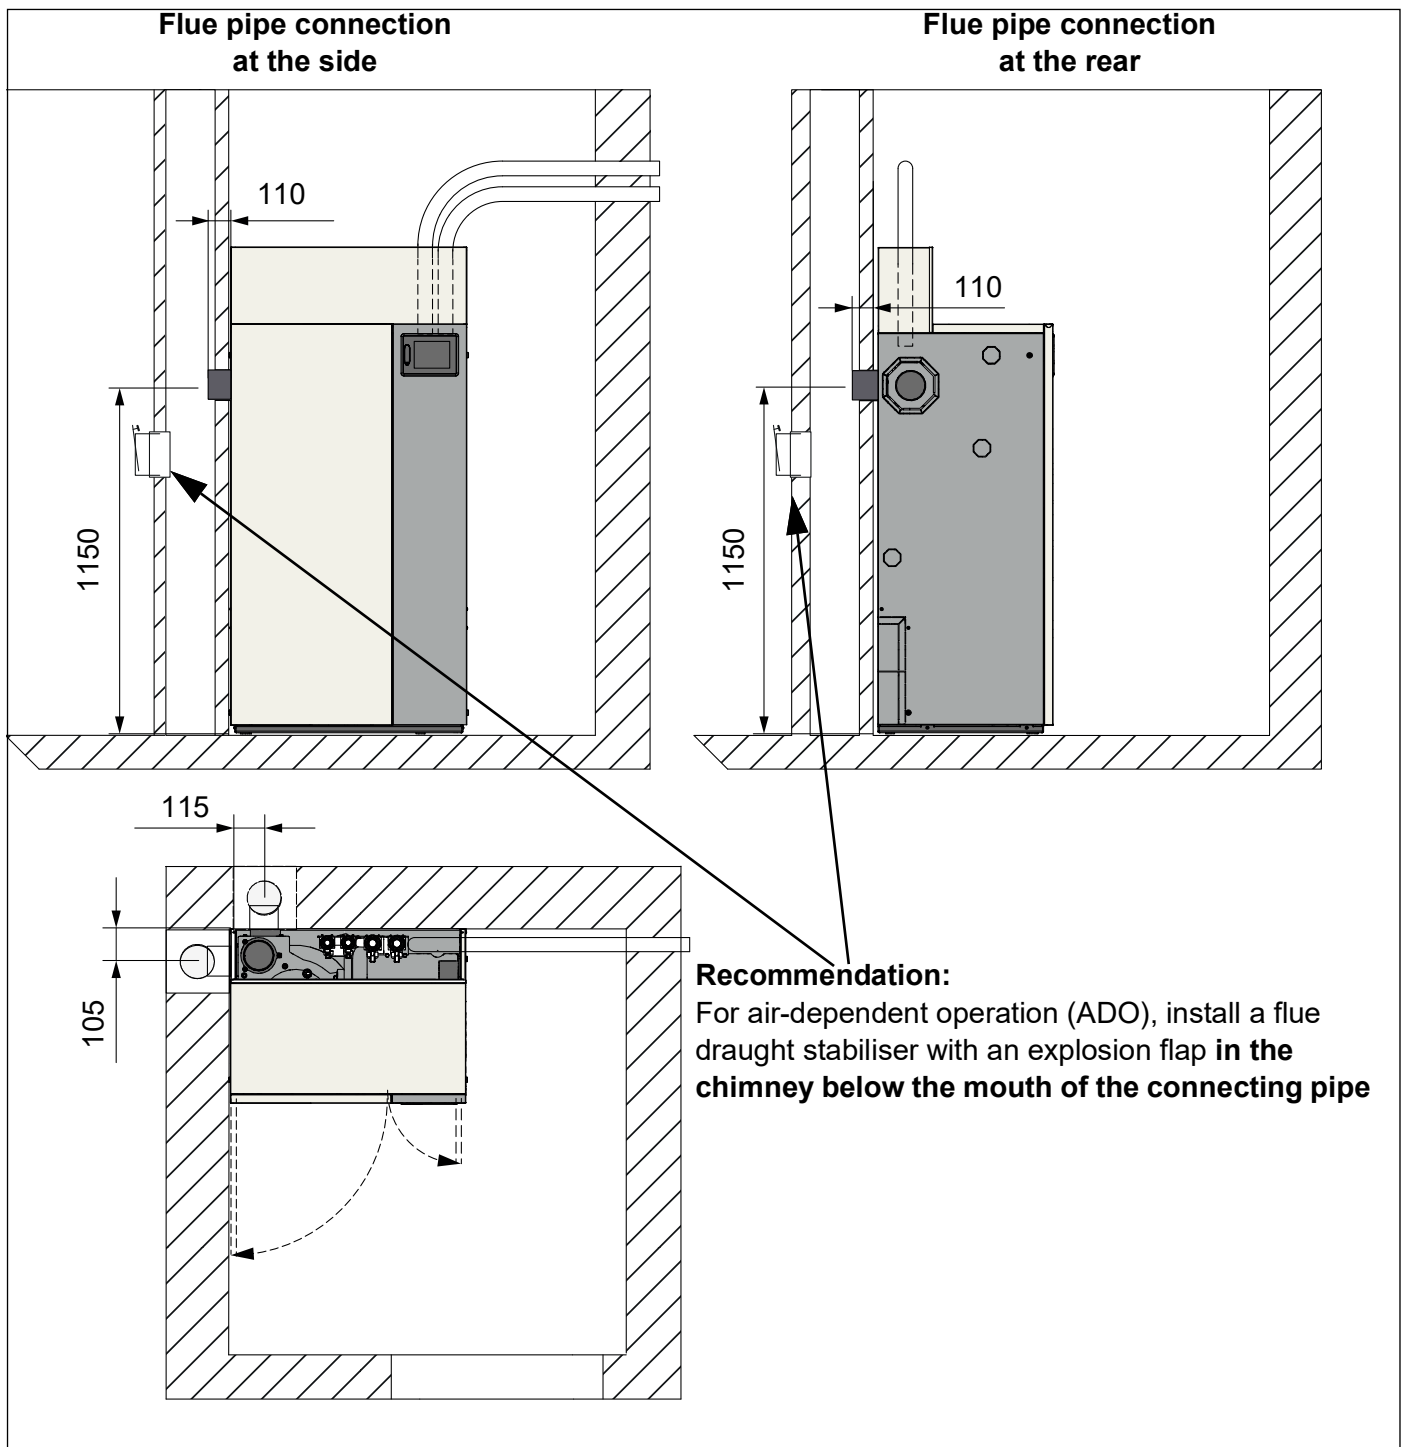 Flue pipe connection
at the side
Flue pipe connection
at the rear
110
110
1150
1150
115
105
Recommendation:
For air-dependent operation (ADO), install a flue
draught stabiliser with an explosion flap in the
chimney below the mouth of the connecting pipe